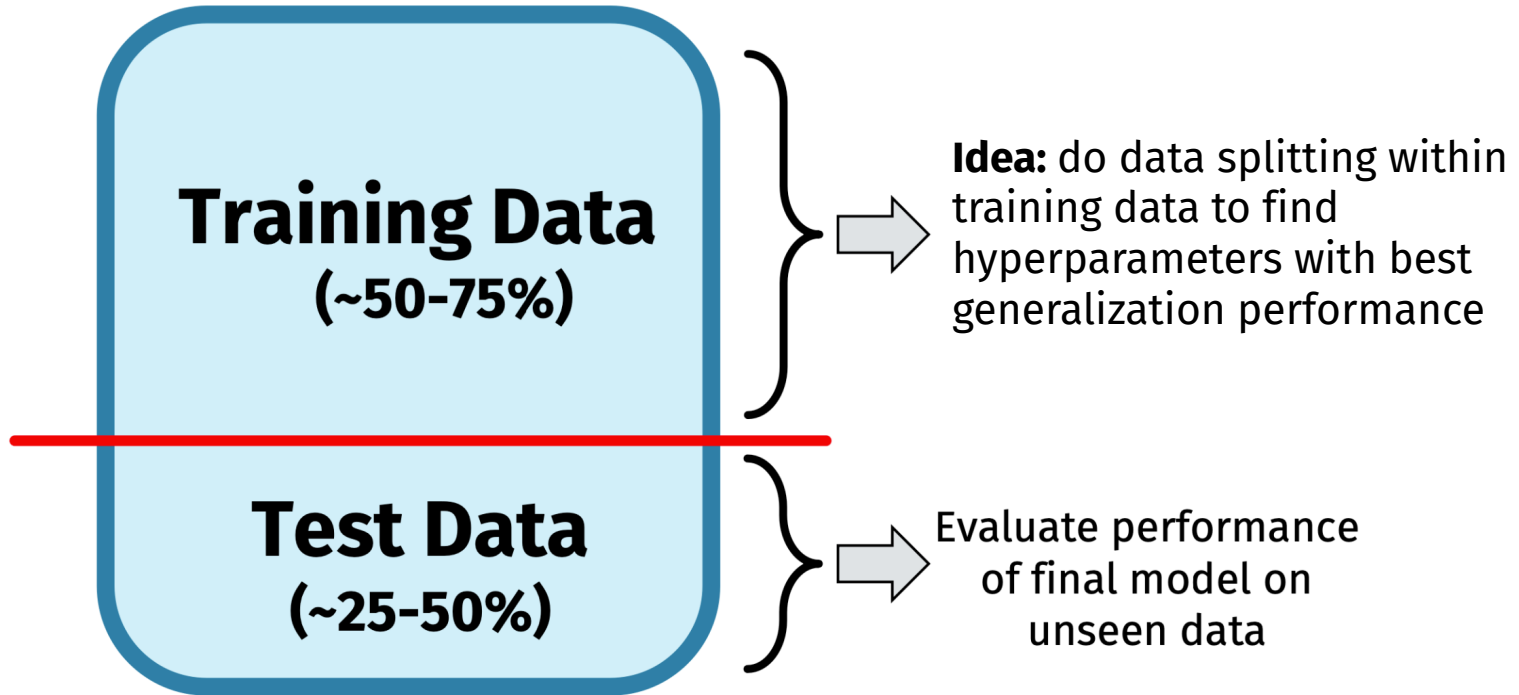 Training Data
(~50-75%)
Idea: do data splitting within
training data to find
hyperparameters with best
generalization performance
Test Data
(~25-50%)
Evaluate performance
of final model on
unseen data